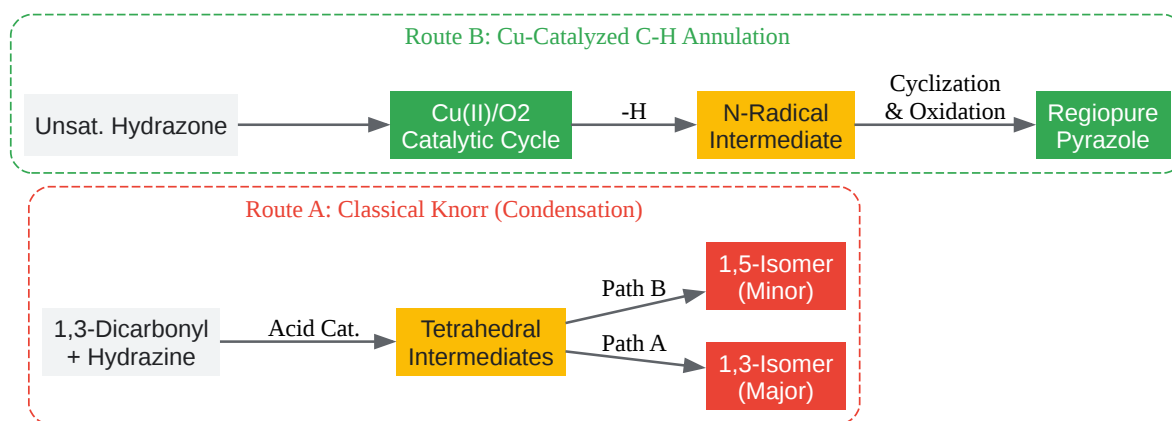 Route B: Cu-Catalyzed C-H Annulation
Unsat. Hydrazone
Cu(II)/O2
Catalytic Cycle
-H
N-Radical
Intermediate
Cyclization
& Oxidation
Regiopure
Pyrazole
Route A: Classical Knorr (Condensation)
1,3-Dicarbonyl
+ Hydrazine
Acid Cat.
Tetrahedral
Intermediates
Path B
1,5-Isomer
(Minor)
Path A
1,3-Isomer
(Major)